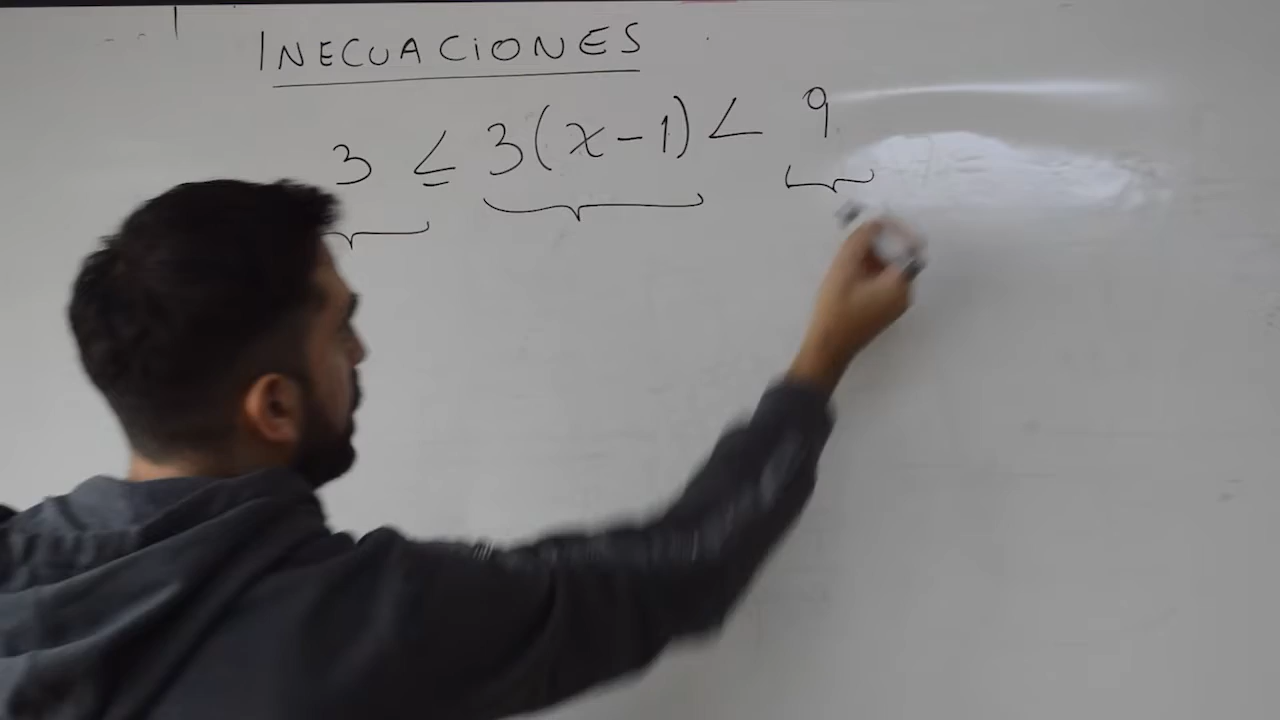 INECUACIONES
3 ≤ 3(x-1) < 9